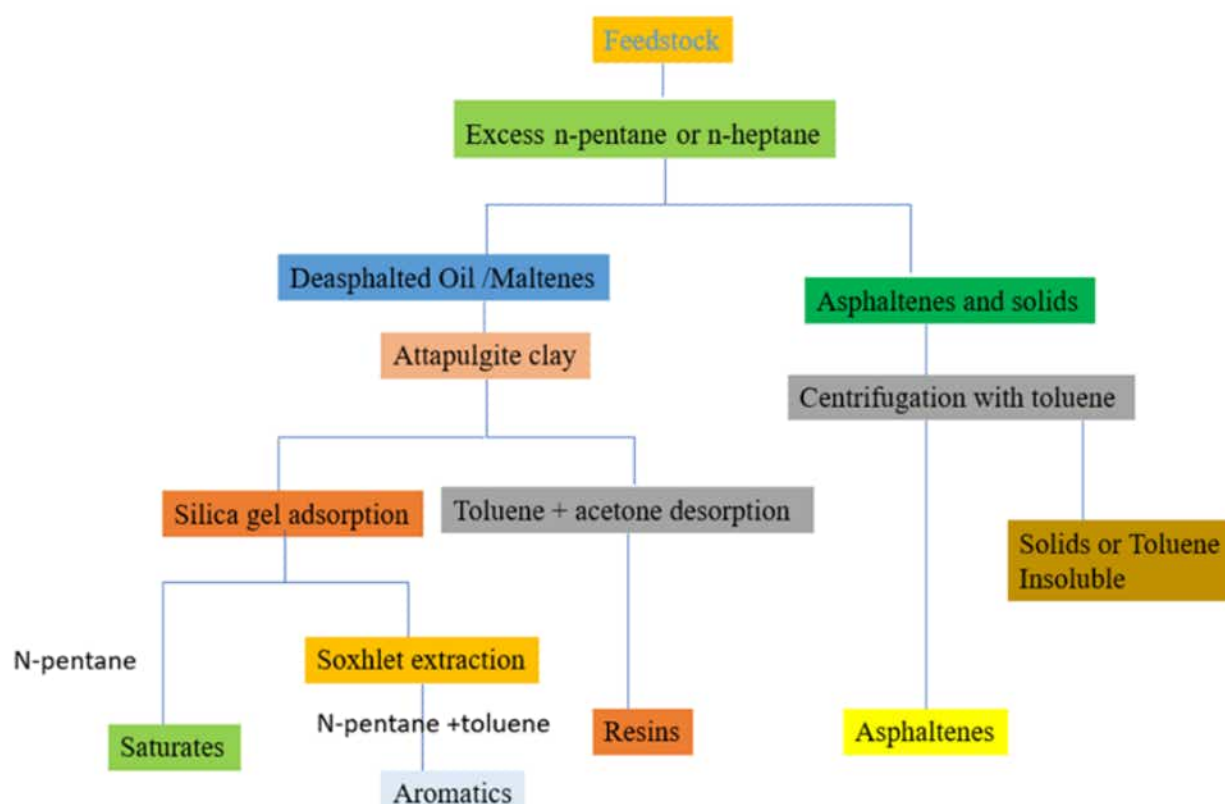 Feedstock
Excess n-pentane or n-heptane
Deasphalted Oil /Maltenes
Asphaltenes and solids
Attapulgite clay
Centrifugation with toluene
Silica gel adsorption
Toluene + acetone desorption
Solids or Toluene
Insoluble
N-pentane
Soxhlet extraction
N-pentane +toluene
Saturates
Resins
Asphaltenes
Aromatics